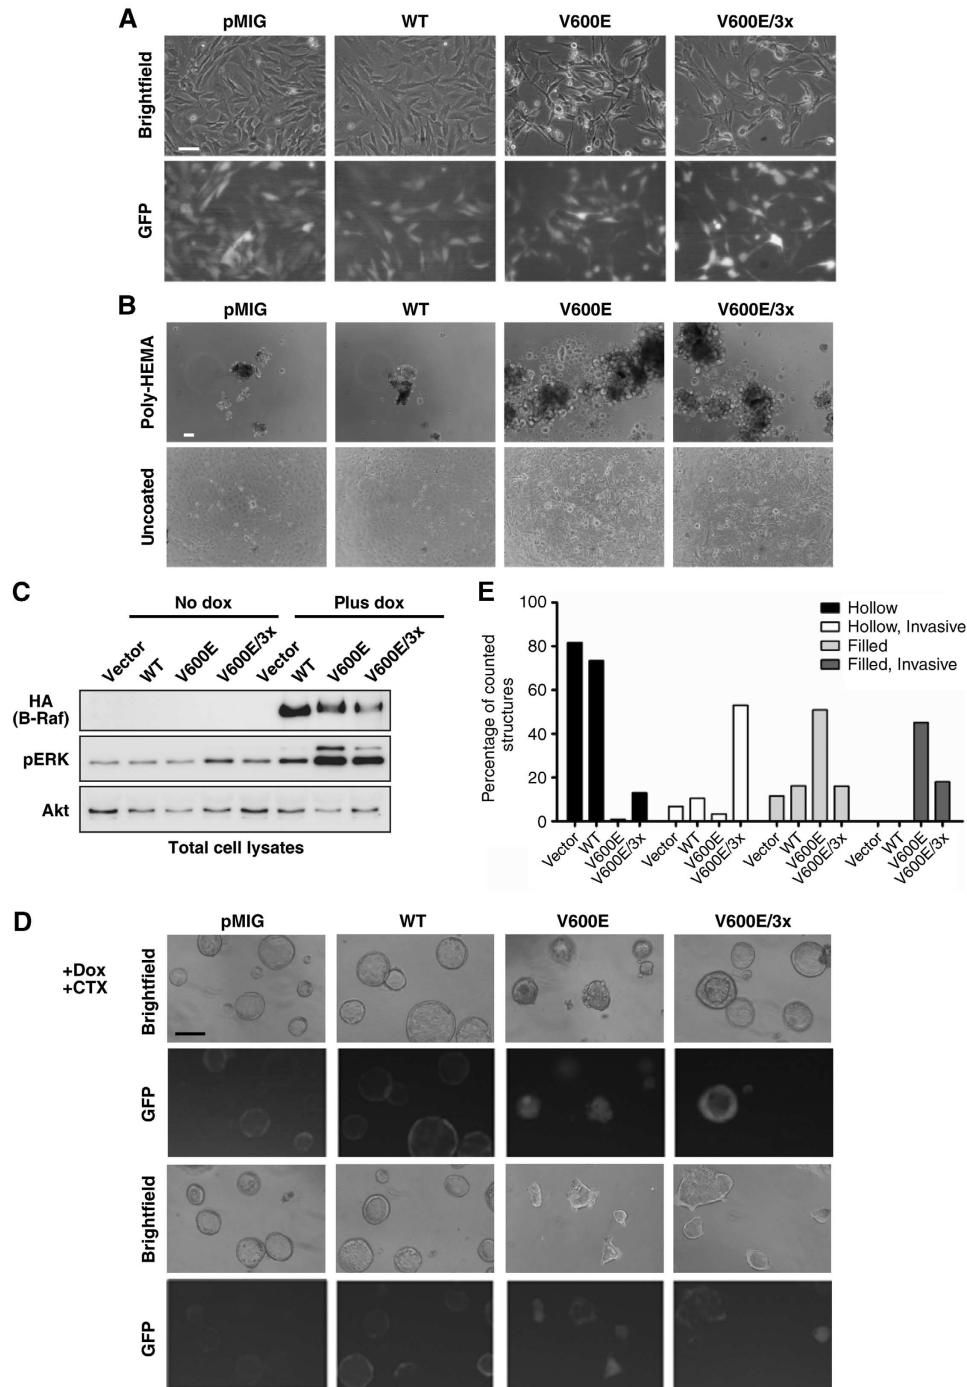 A
pMIG WT V600E V600E/3x
Brightfield
GFP
B
pMIG WT V600E V600E/3x
Poly-HEMA
Uncoated
C
No dox Plus dox
Vector WT V600E V600E/3x Vector WT V600E V600E/3x
HA
(B-Raf)
pERK
Akt
Total cell lysates
E
Percentage of counted
structures
100
80
60
40
20
0
Hollow
Hollow, Invasive
Filled
Filled, Invasive
Vector WT V600E V600E/3x Vector WT V600E V600E/3x Vector WT V600E V600E/3x Vector WT V600E V600E/3x
D
pMIG WT V600E V600E/3x
+Dox
+CTX
Brightfield
GFP
Brightfield
GFP